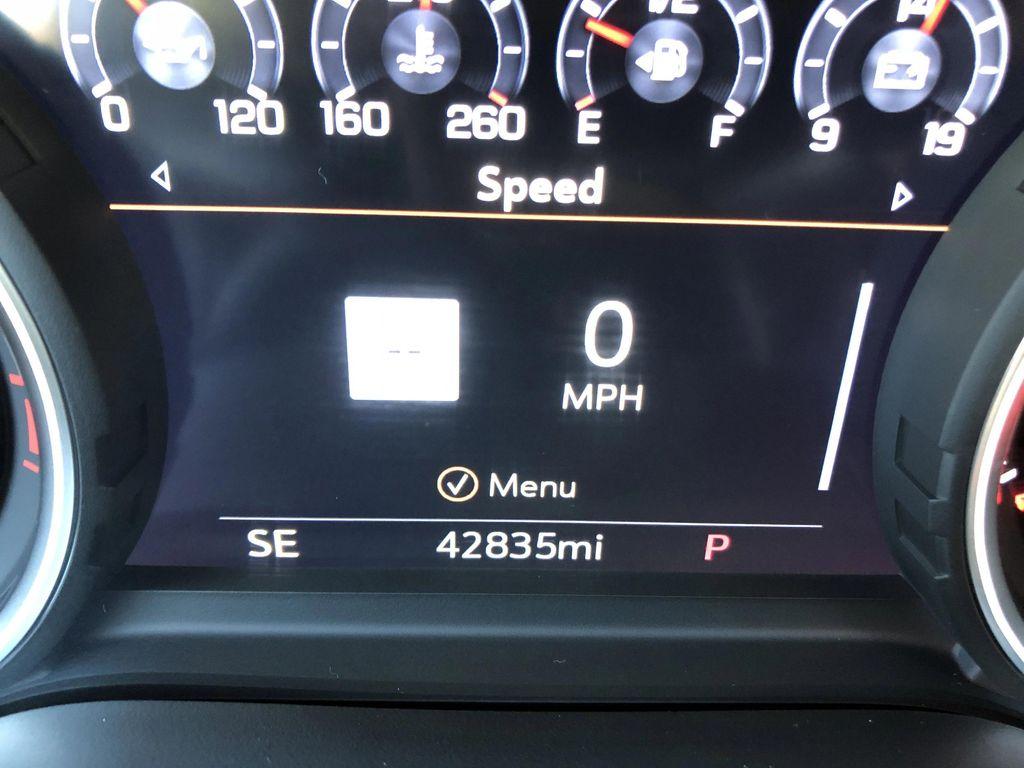 0 120 160 260 E F 9 19
Speed
--
0
MPH
Menu
SE 42835mi P